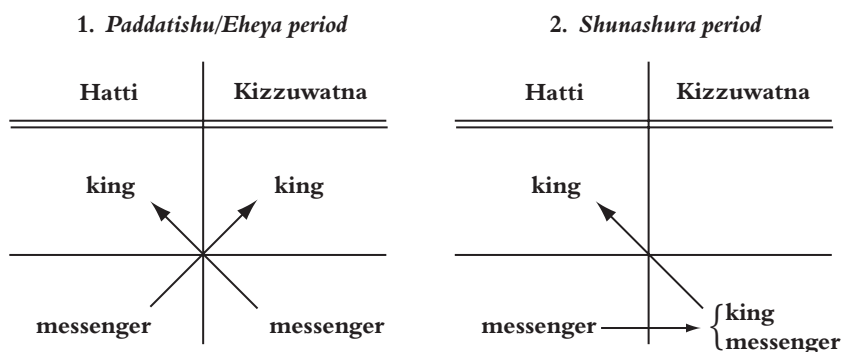 1. Paddatishu/Eheya period
Hatti Kizzuwatna
king king
messenger messenger
2. Shunashura period
Hatti Kizzuwatna
king
messenger king
messenger